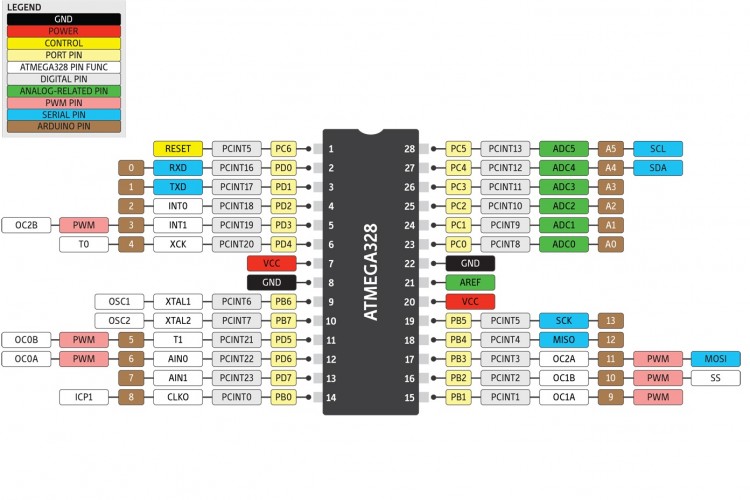 LEGEND
GND
POWER
CONTROL
PORT PIN
ATMEGA328 PIN FUNC
DIGITAL PIN
ANALOG-RELATED PIN
PWM PIN
SERIAL PIN
ARDUINO PIN
ATMEGA328
RESET PCINT5 PC6 1
0 RXD PCINT16 PD0 2
1 TXD PCINT17 PD1 3
2 INT0 PCINT18 PD2 4
OC2B PWM 3 INT1 PCINT19 PD3 5
T0 4 XCK PCINT20 PD4 6
VCC 7
GND 8
OSC1 XTAL1 PCINT6 PB6 9
OSC2 XTAL2 PCINT7 PB7 10
OC0B PWM 5 T1 PCINT21 PD5 11
OC0A PWM 6 AIN0 PCINT22 PD6 12
7 AIN1 PCINT23 PD7 13
ICP1 8 CLKO PCINT0 PB0 14
28 PC5 PCINT13 ADC5 A5 SCL
27 PC4 PCINT12 ADC4 A4 SDA
26 PC3 PCINT11 ADC3 A3
25 PC2 PCINT10 ADC2 A2
24 PC1 PCINT9 ADC1 A1
23 PC0 PCINT8 ADC0 A0
22 GND
21 AREF
20 VCC
19 PB5 PCINT5 SCK 13
18 PB4 PCINT4 MISO 12
17 PB3 PCINT3 OC2A 11 PWM MOSI
16 PB2 PCINT2 OC1B 10 PWM SS
15 PB1 PCINT1 OC1A 9 PWM